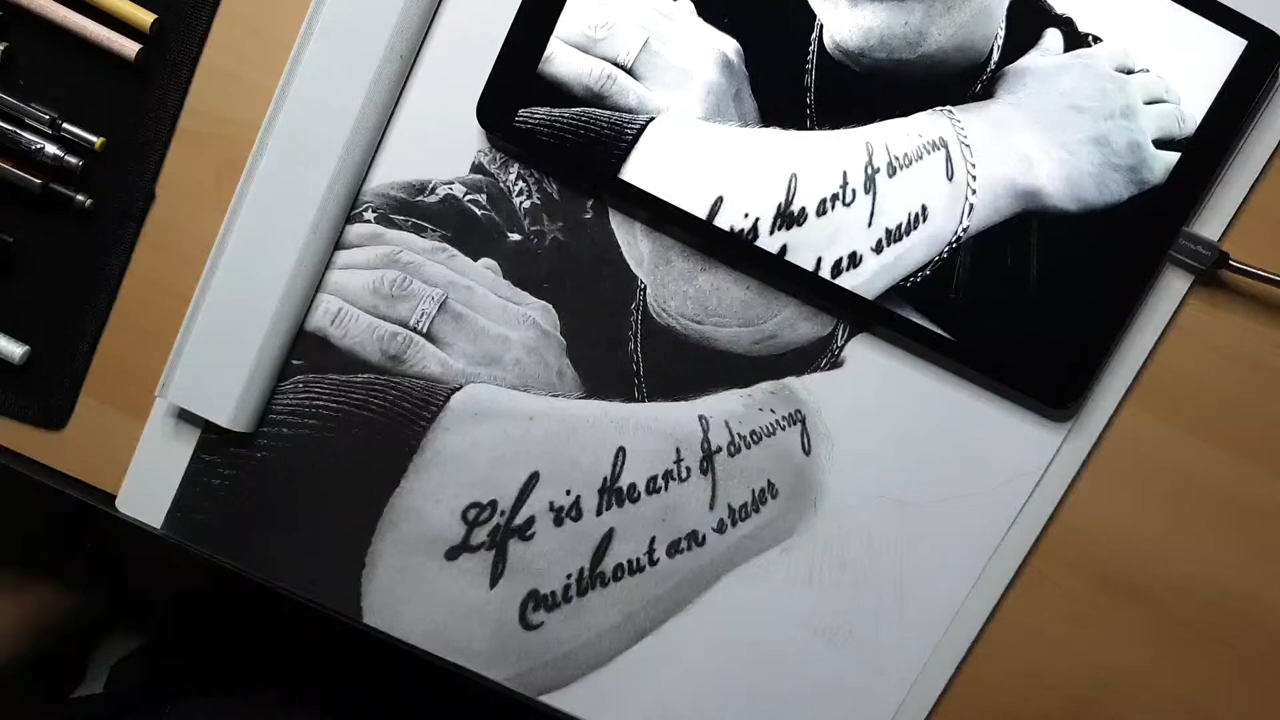 is the art of drawing
an eraser
Life is the art of drawing
without an eraser